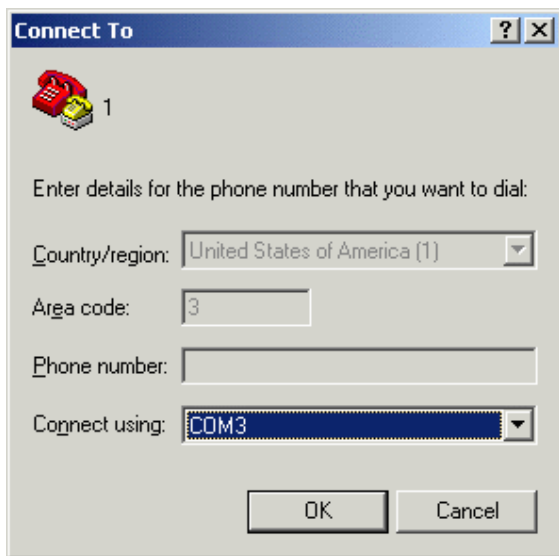 Connect To
1
Enter details for the phone number that you want to dial:
Country/region: United States of America (1)
Area code: 3
Phone number:
Connect using: COM3
OK Cancel